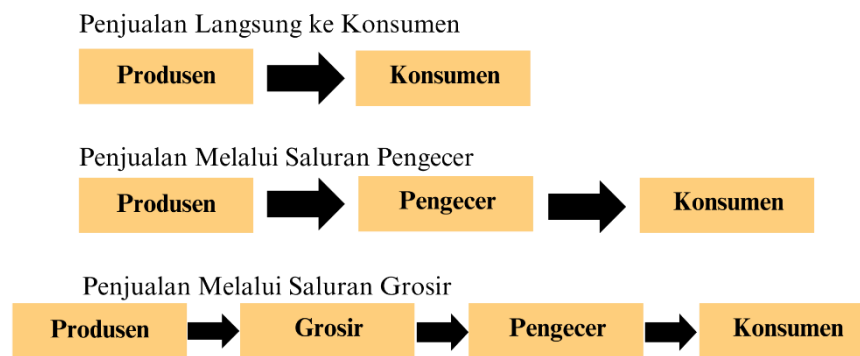 Penjualan Langsung ke Konsumen
Produsen Konsumen
Penjualan Melalui Saluran Pengecer
Produsen Pengecer Konsumen
Penjualan Melalui Saluran Grosir
Produsen Grosir Pengecer Konsumen